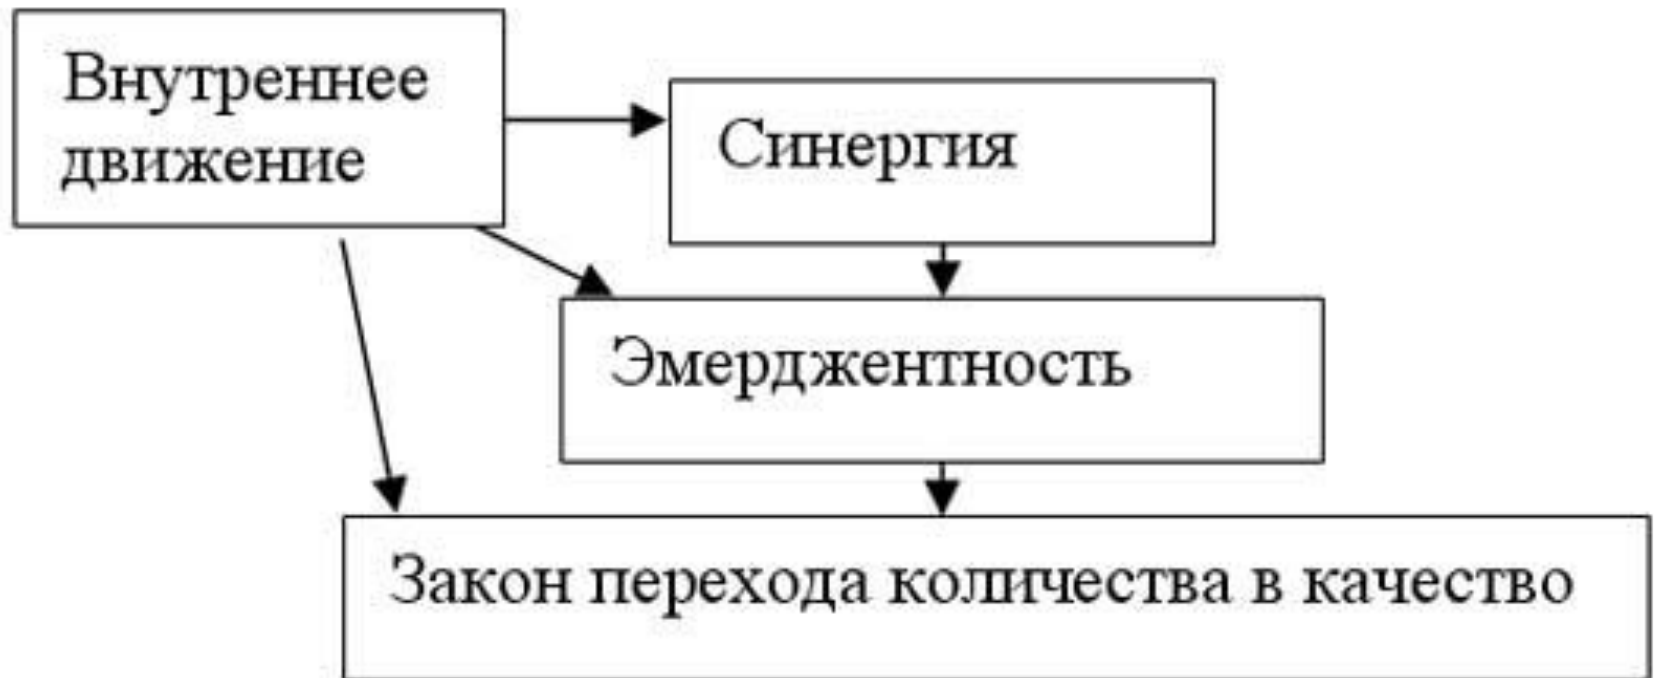 Внутреннее
движение
Синергия
Эмерджентность
Закон перехода количества в качество